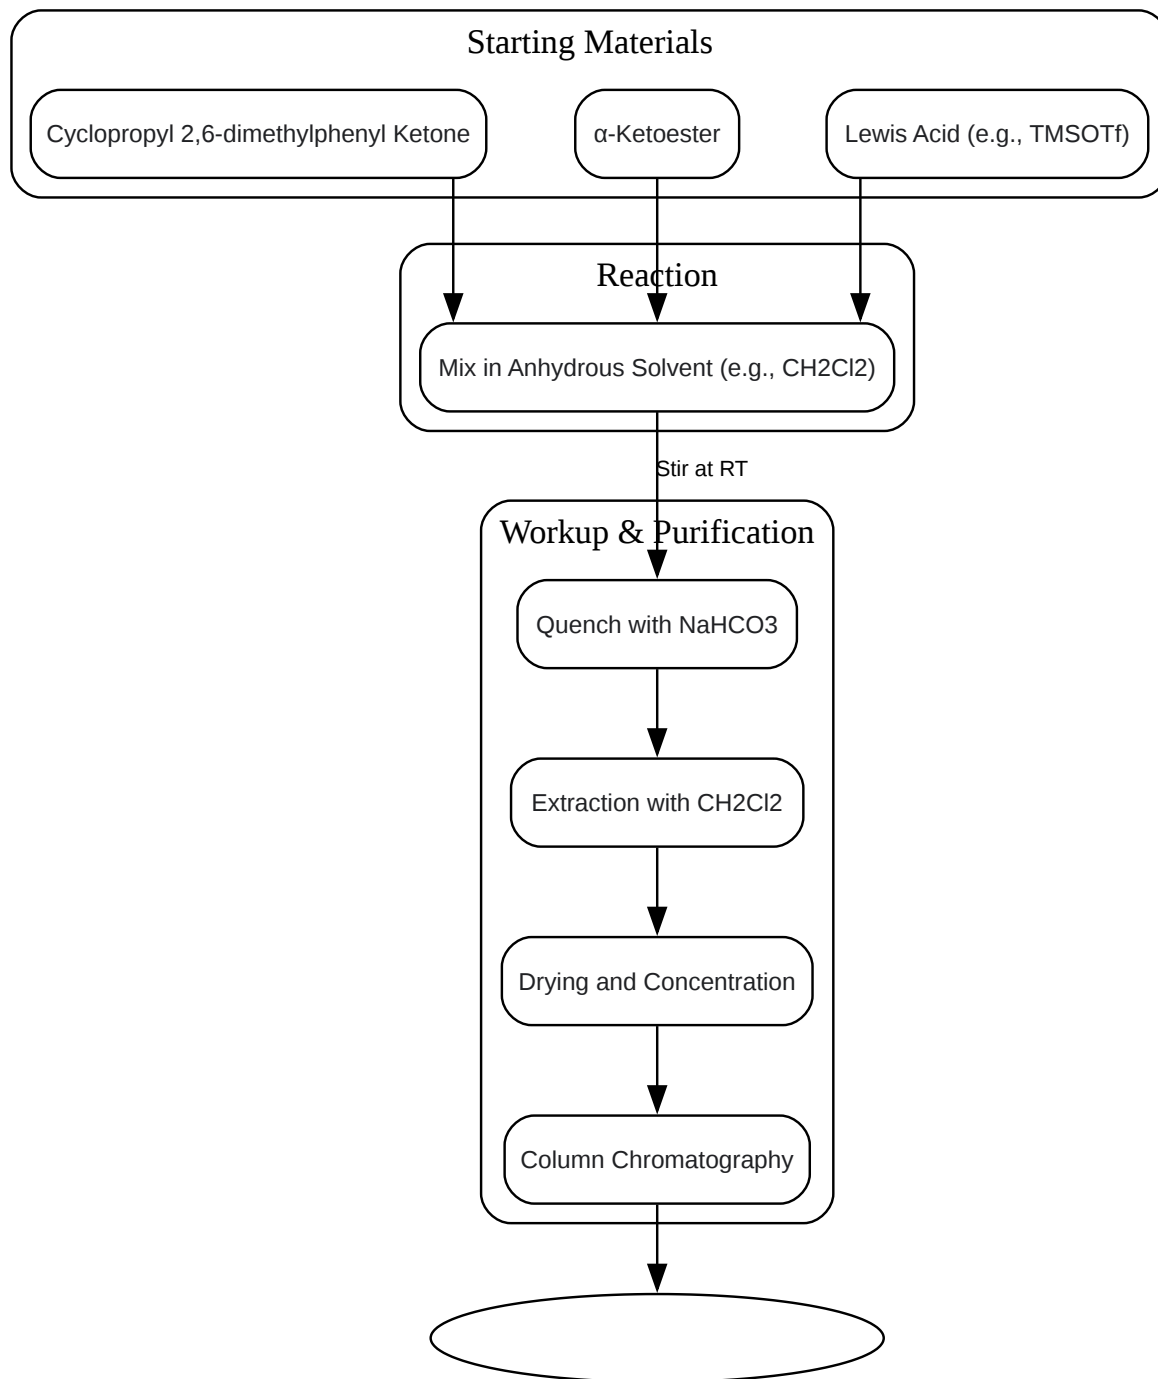 Starting Materials
Cyclopropyl 2,6-dimethylphenyl Ketone
α-Ketoester
Lewis Acid (e.g., TMSOTf)
Reaction
Mix in Anhydrous Solvent (e.g., CH2Cl2)
Stir at RT
Workup & Purification
Quench with NaHCO3
Extraction with CH2Cl2
Drying and Concentration
Column Chromatography